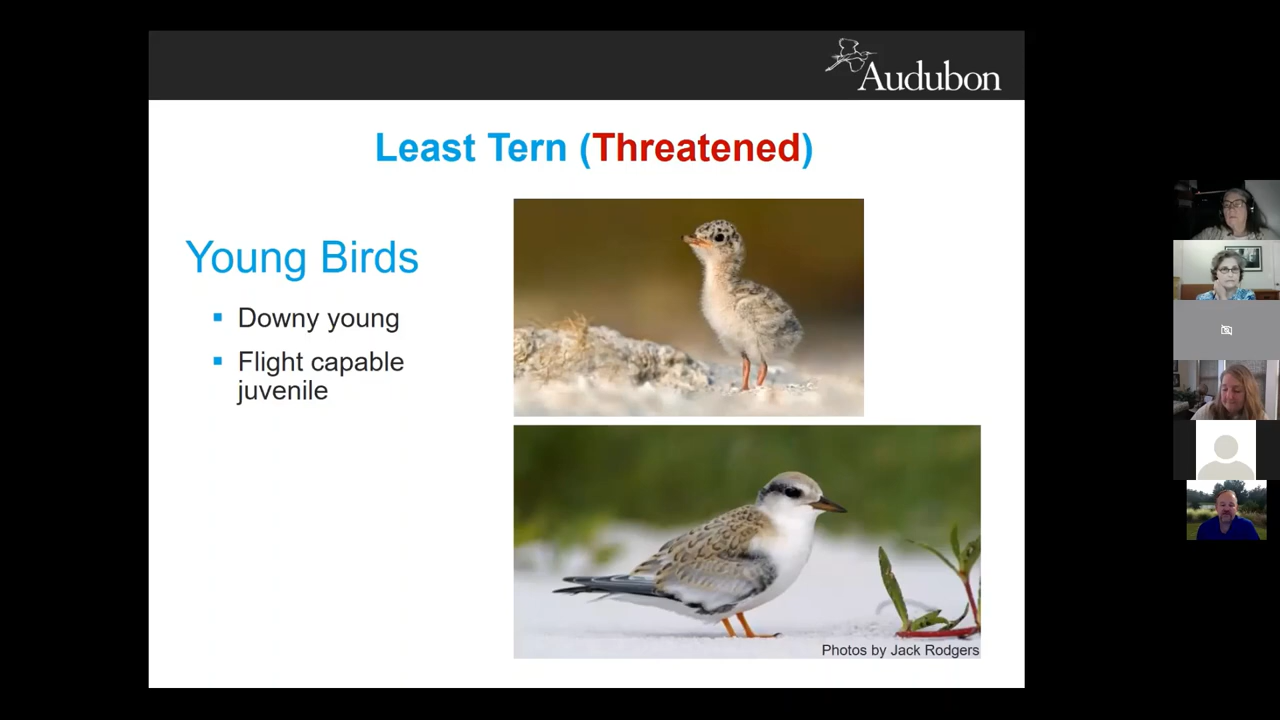 Audubon
Least Tern (Threatened)
Young Birds
Downy young
Flight capable
juvenile
Photos by Jack Rodgers